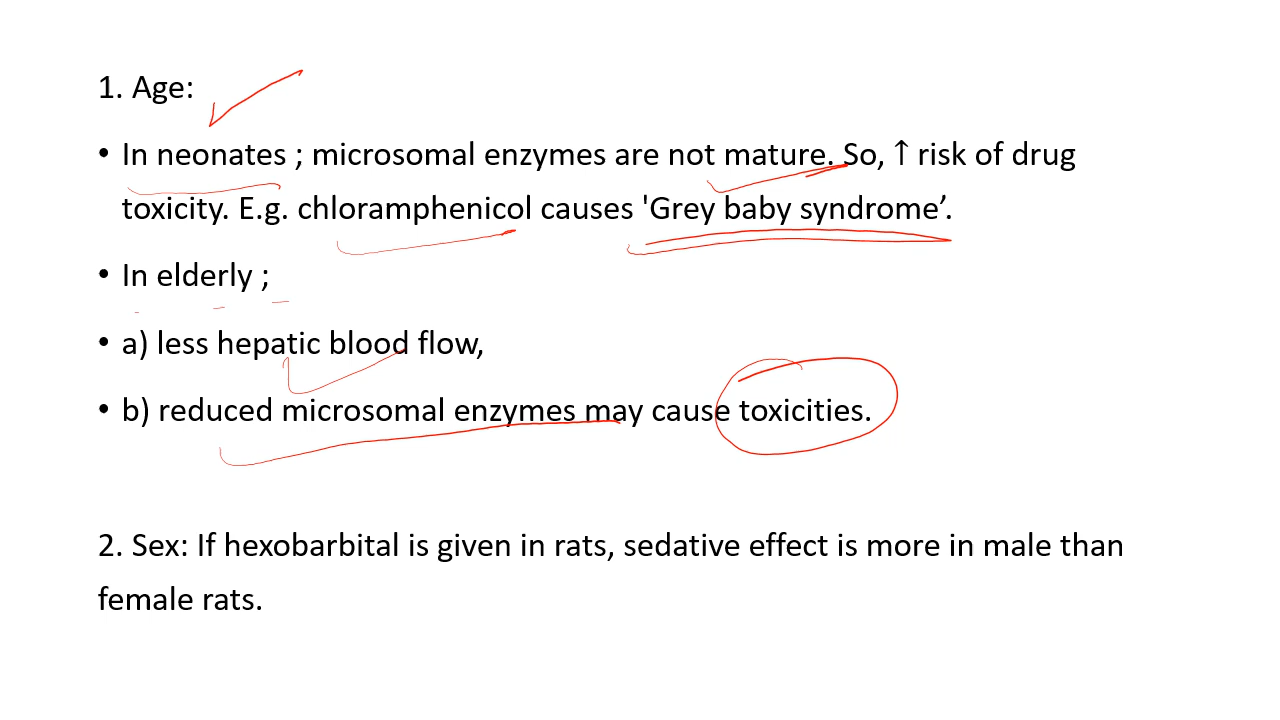 1. Age:
• In neonates ; microsomal enzymes are not mature. So, ↑ risk of drug
toxicity. E.g. chloramphenicol causes 'Grey baby syndrome’.
• In elderly ;
• a) less hepatic blood flow,
• b) reduced microsomal enzymes may cause toxicities.
2. Sex: If hexobarbital is given in rats, sedative effect is more in male than
female rats.